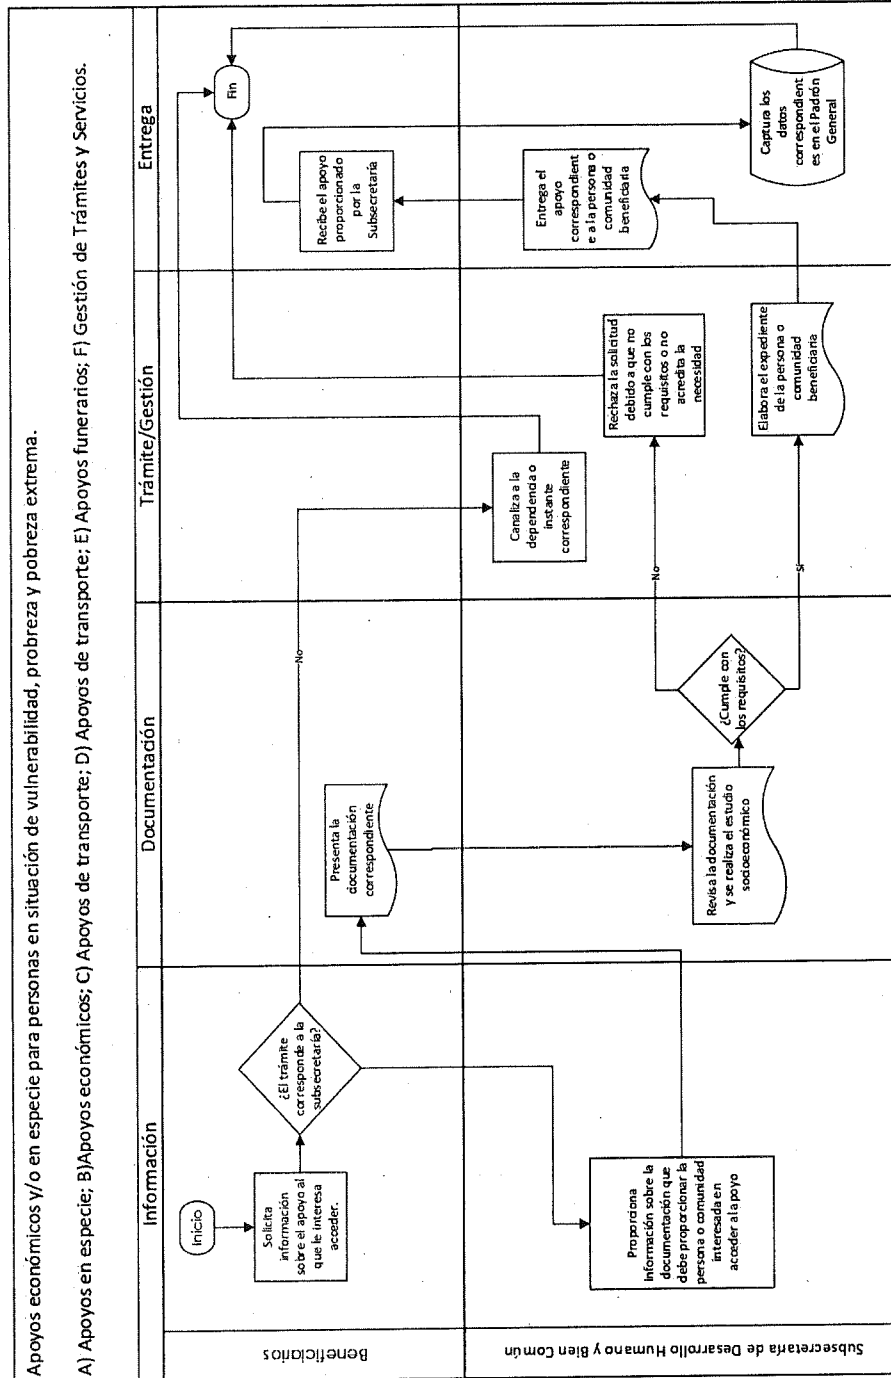 Apoyos económicos y/o en especie para personas en situación de vulnerabilidad, probreza y pobreza extrema.
A) Apoyos en especie; B)Apoyos económicos; C) Apoyos de transporte; D) Apoyos de transporte; E) Apoyos funerarios; F) Gestión de Trámites y Servicios.
Información
Documentación
Trámite/Gestión
Entrega
Beneficiarios
Inicio
Solicita
información
sobre el apoyo al
que le interesa
acceder.
¿El trámite
corresponde a la
subsecretaría?
No
Presenta la
documentación
correspondiente
Recibe el apoyo
proporcionado
por la
Subsecretaría
Fin
Subsecretaría de Desarrollo Humano y Bien Común
Proporciona
Información sobre la
documentación que
debe proporcionar la
persona o comunidad
interesada en
acceder al apoyo
Revisa la documentación
y se realiza el estudio
socioeconómico
¿Cumple con
los requisitos?
No
Si
Canaliza a la
dependencia o
instante
correspondiente
Rechaza la solicitud
debido a que no
cumple con los
requisitos o no
acredita la
necesidad
Elabora el expediente
de la persona o
comunidad
beneficiaria
Entrega el
apoyo
correspondient
e a la persona o
comunidad
beneficiaria
Captura los
datos
correspondient
es en el Padrón
General